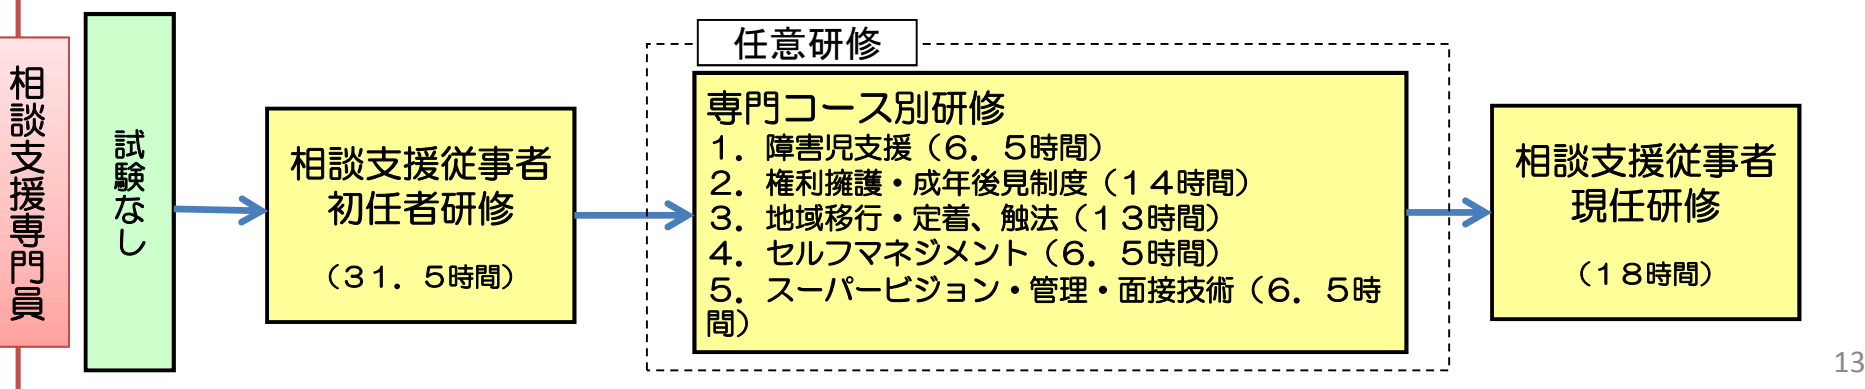 相談支援専門員
試験なし
相談支援従事者
初任者研修
（３１．５時間）
任意研修
専門コース別研修
１．障害児支援（６．５時間）
２．権利擁護・成年後見制度（１４時間）
３．地域移行・定着、触法（１３時間）
４．セルフマネジメント（６．５時間）
５．スーパービジョン・管理・面接技術（６．５時
間）
相談支援従事者
現任研修
（１８時間）
13